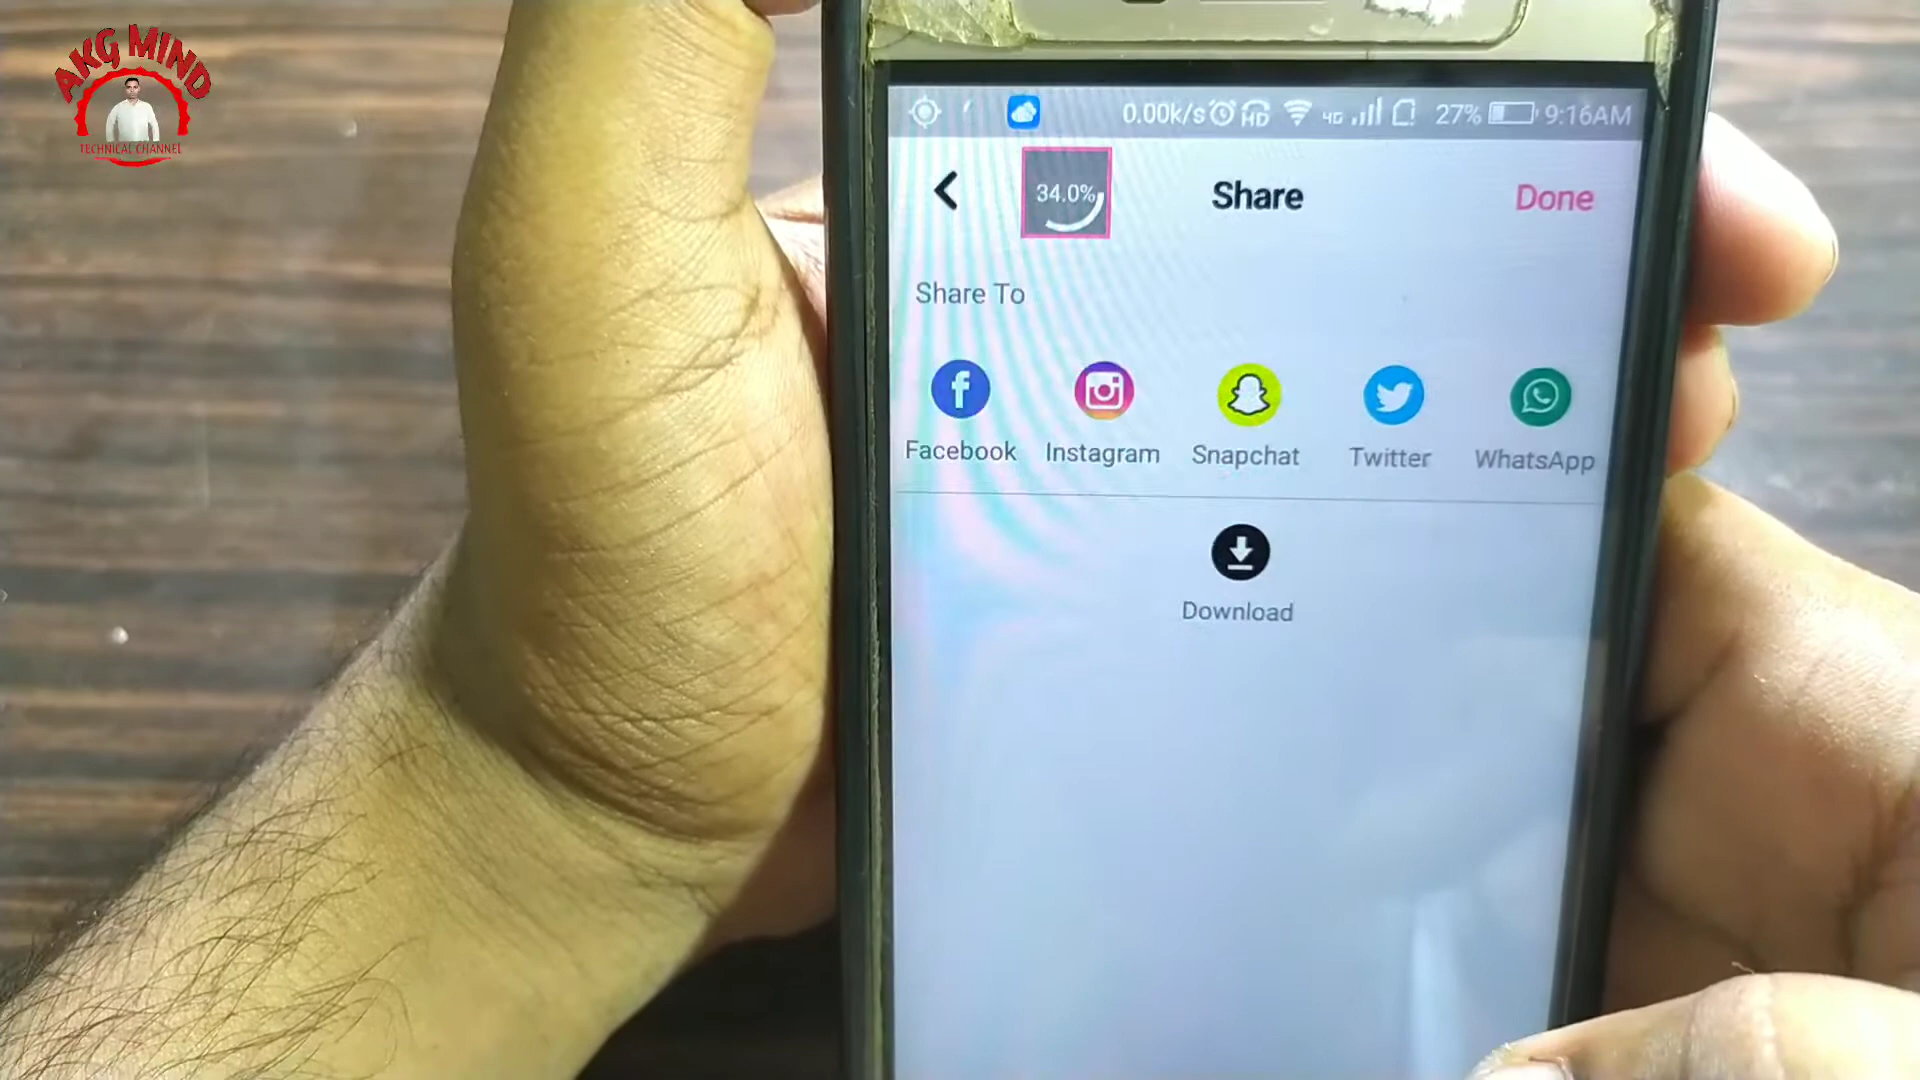 AKG MIND
TECHNICAL CHANNEL
0.00k/s HD 4G 27% 9:16AM
34.0% Share Done
Share To
Facebook Instagram Snapchat Twitter WhatsApp
Download